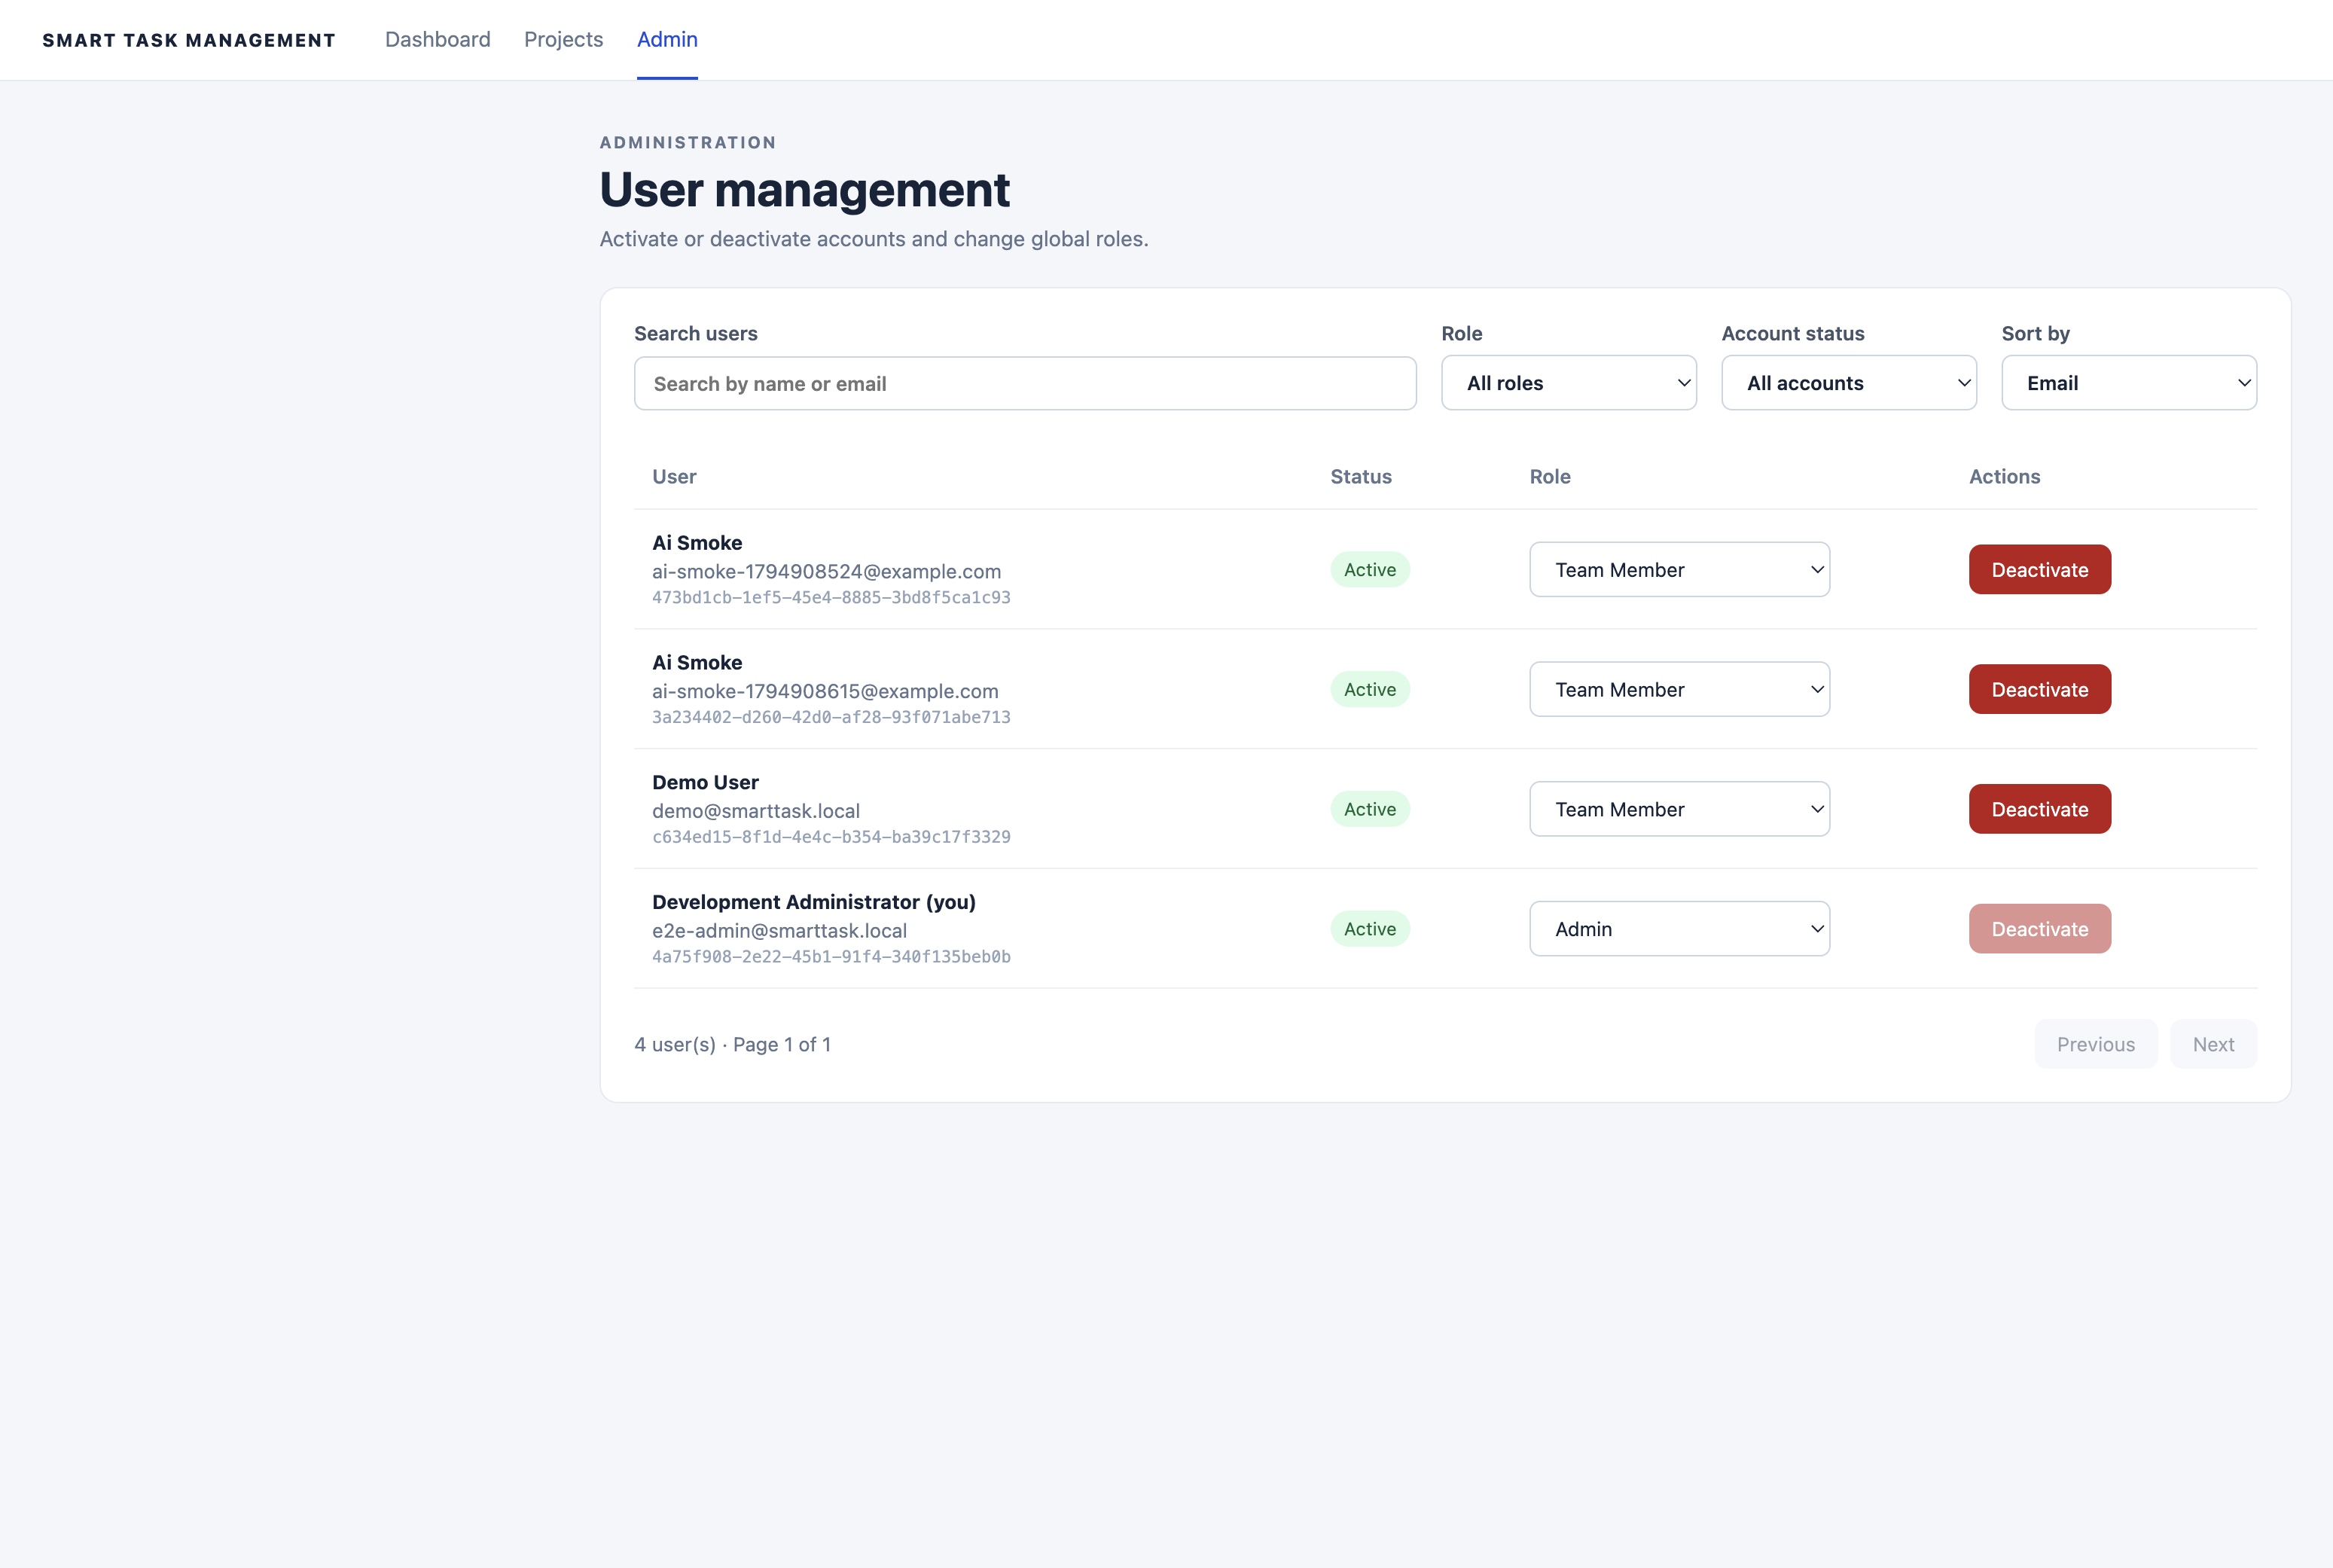 SMART TASK MANAGEMENT Dashboard Projects Admin
ADMINISTRATION
User management
Activate or deactivate accounts and change global roles.
Search users Role Account status Sort by
Search by name or email All roles All accounts Email
User Status Role Actions
Ai Smoke
ai-smoke-1794908524@example.com
473bd1cb-1ef5-45e4-8885-3bd8f5ca1c93
Active Team Member Deactivate
Ai Smoke
ai-smoke-1794908615@example.com
3a234402-d260-42d0-af28-93f071abe713
Active Team Member Deactivate
Demo User
demo@smarttask.local
c634ed15-8f1d-4e4c-b354-ba39c17f3329
Active Team Member Deactivate
Development Administrator (you)
e2e-admin@smarttask.local
4a75f908-2e22-45b1-91f4-340f135beb0b
Active Admin Deactivate
4 user(s) · Page 1 of 1 Previous Next